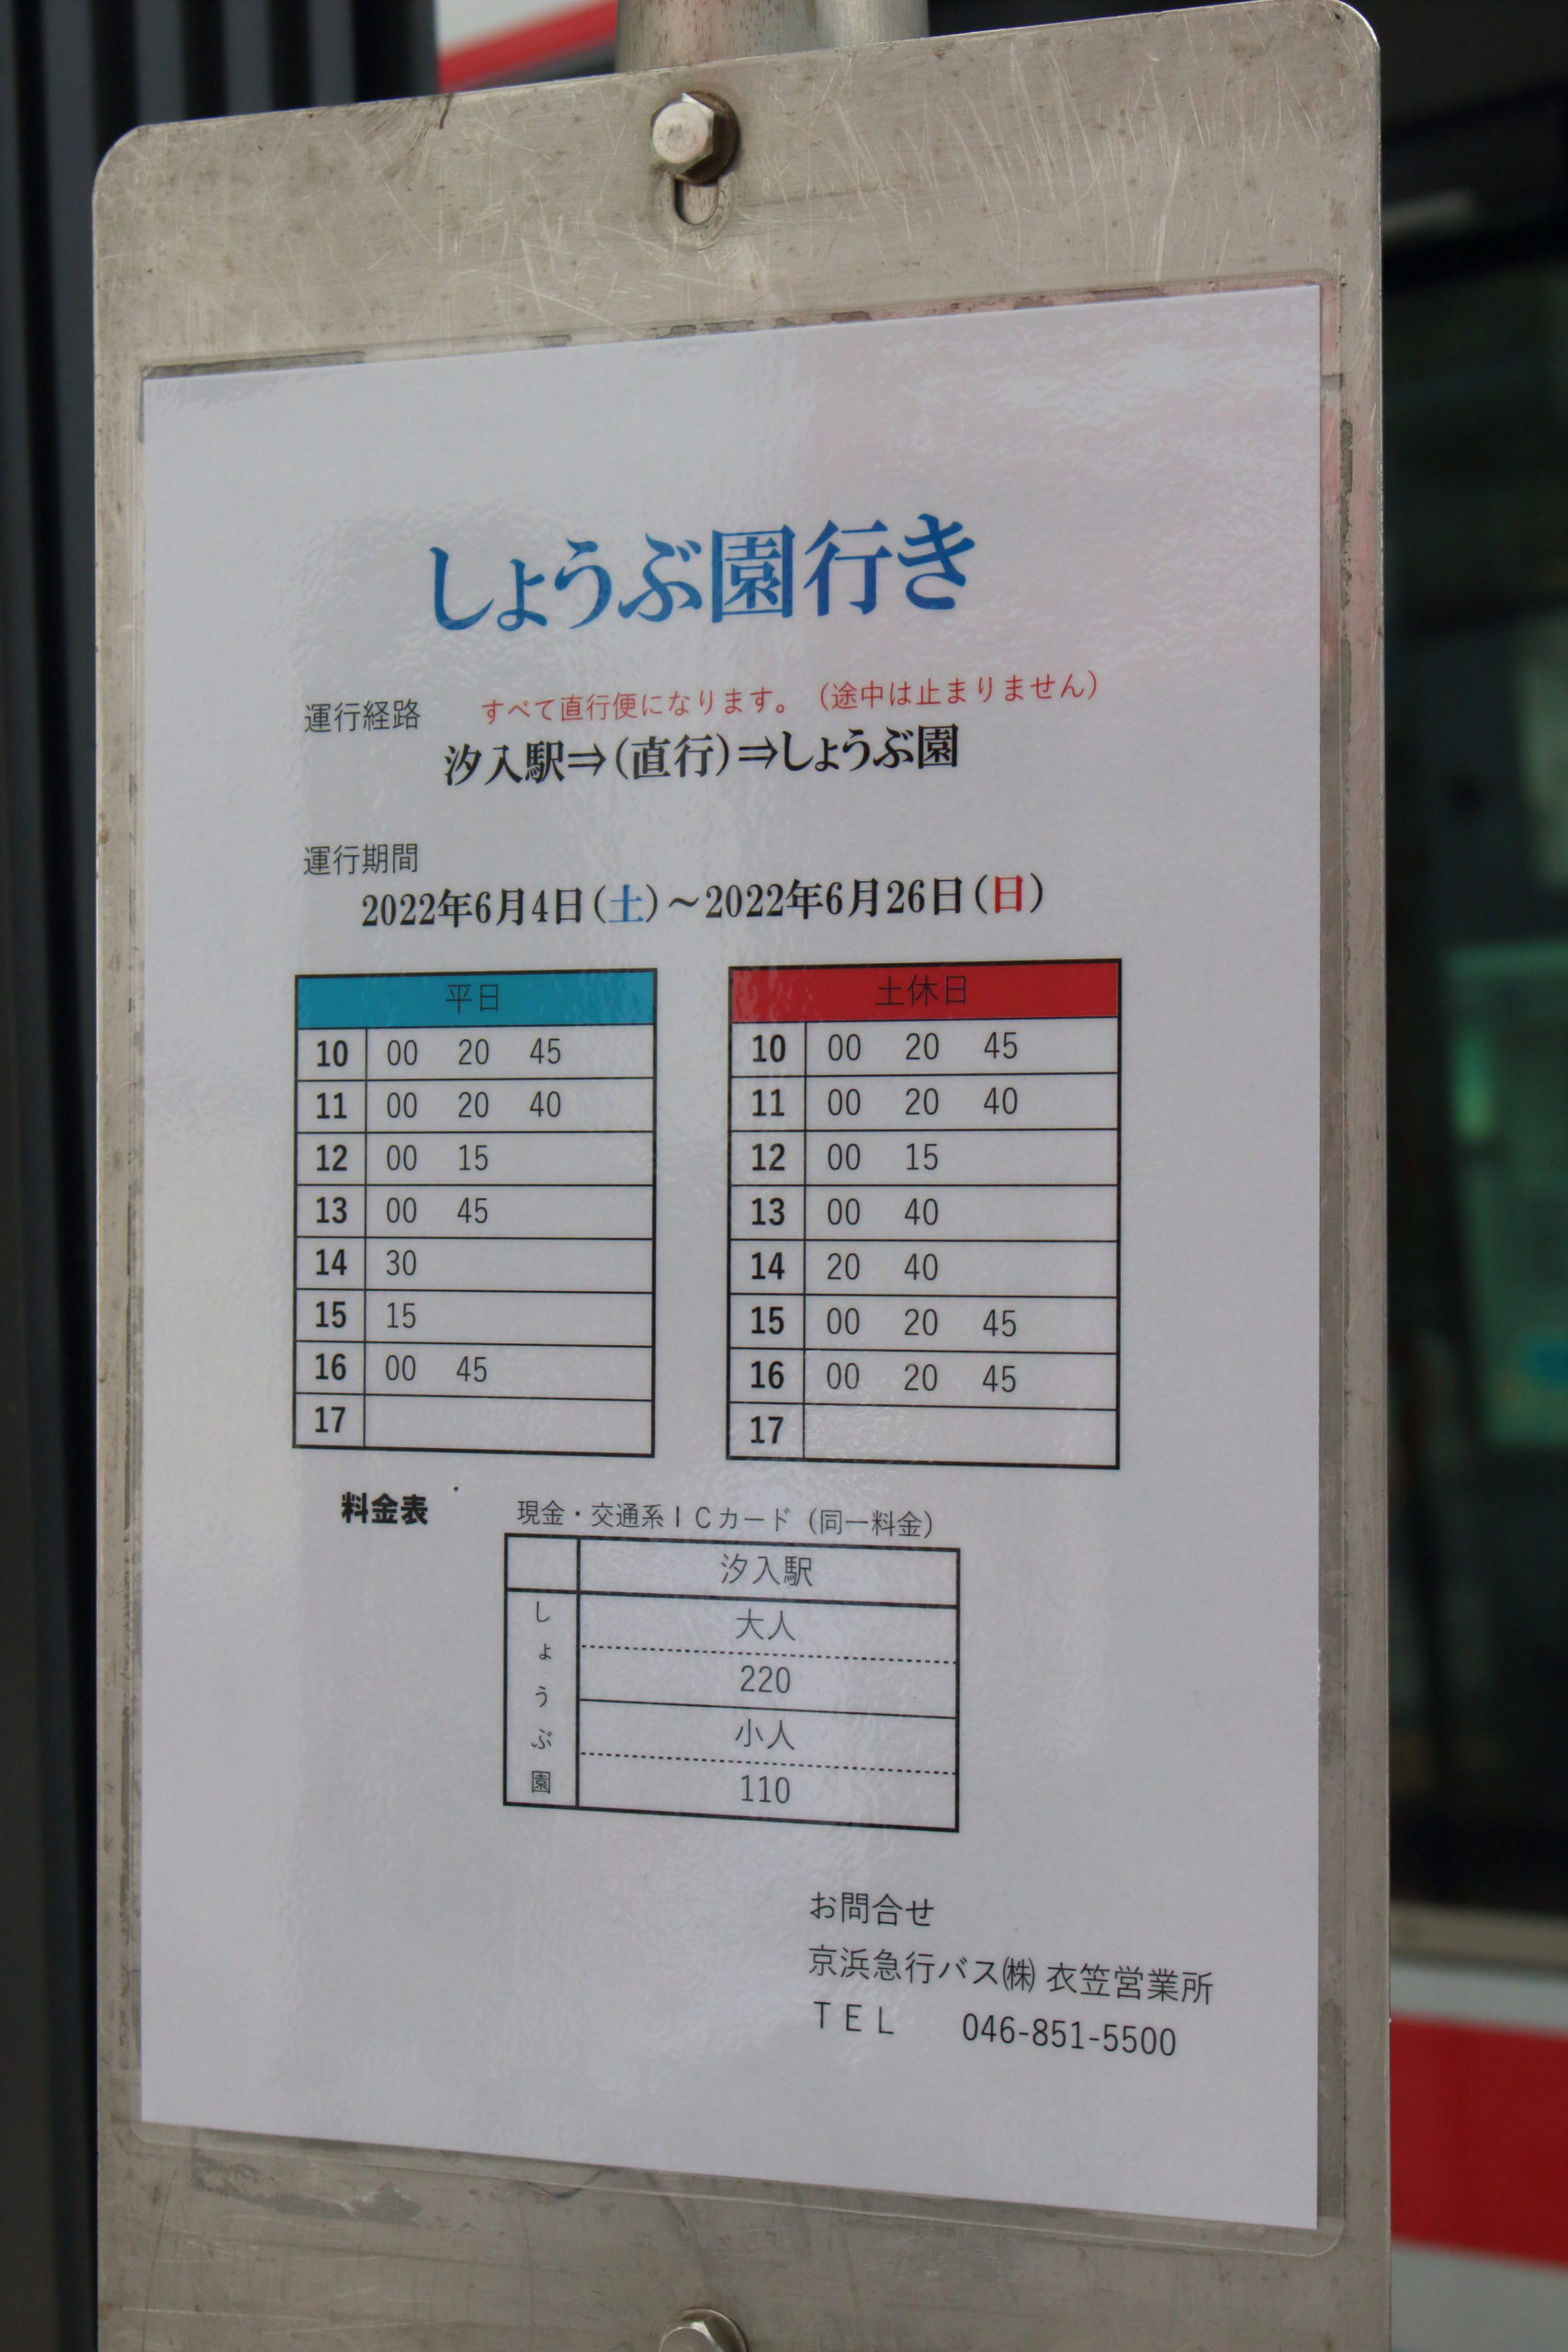 しょうぶ園行き
運行経路 すべて直行便になります。（途中は止まりません）
汐入駅⇒(直行)⇒しょうぶ園
運行期間
2022年6月4日(土)～2022年6月26日(日)
平日
10 00 20 45
11 00 20 40
12 00 15
13 00 45
14 30
15 15
16 00 45
17
土休日
10 00 20 45
11 00 20 40
12 00 15
13 00 40
14 20 40
15 00 20 45
16 00 20 45
17
料金表 現金・交通系ＩＣカード（同一料金）
汐入駅
しょうぶ園
大人
220
小人
110
お問合せ
京浜急行バス㈱ 衣笠営業所
ＴＥＬ 046-851-5500